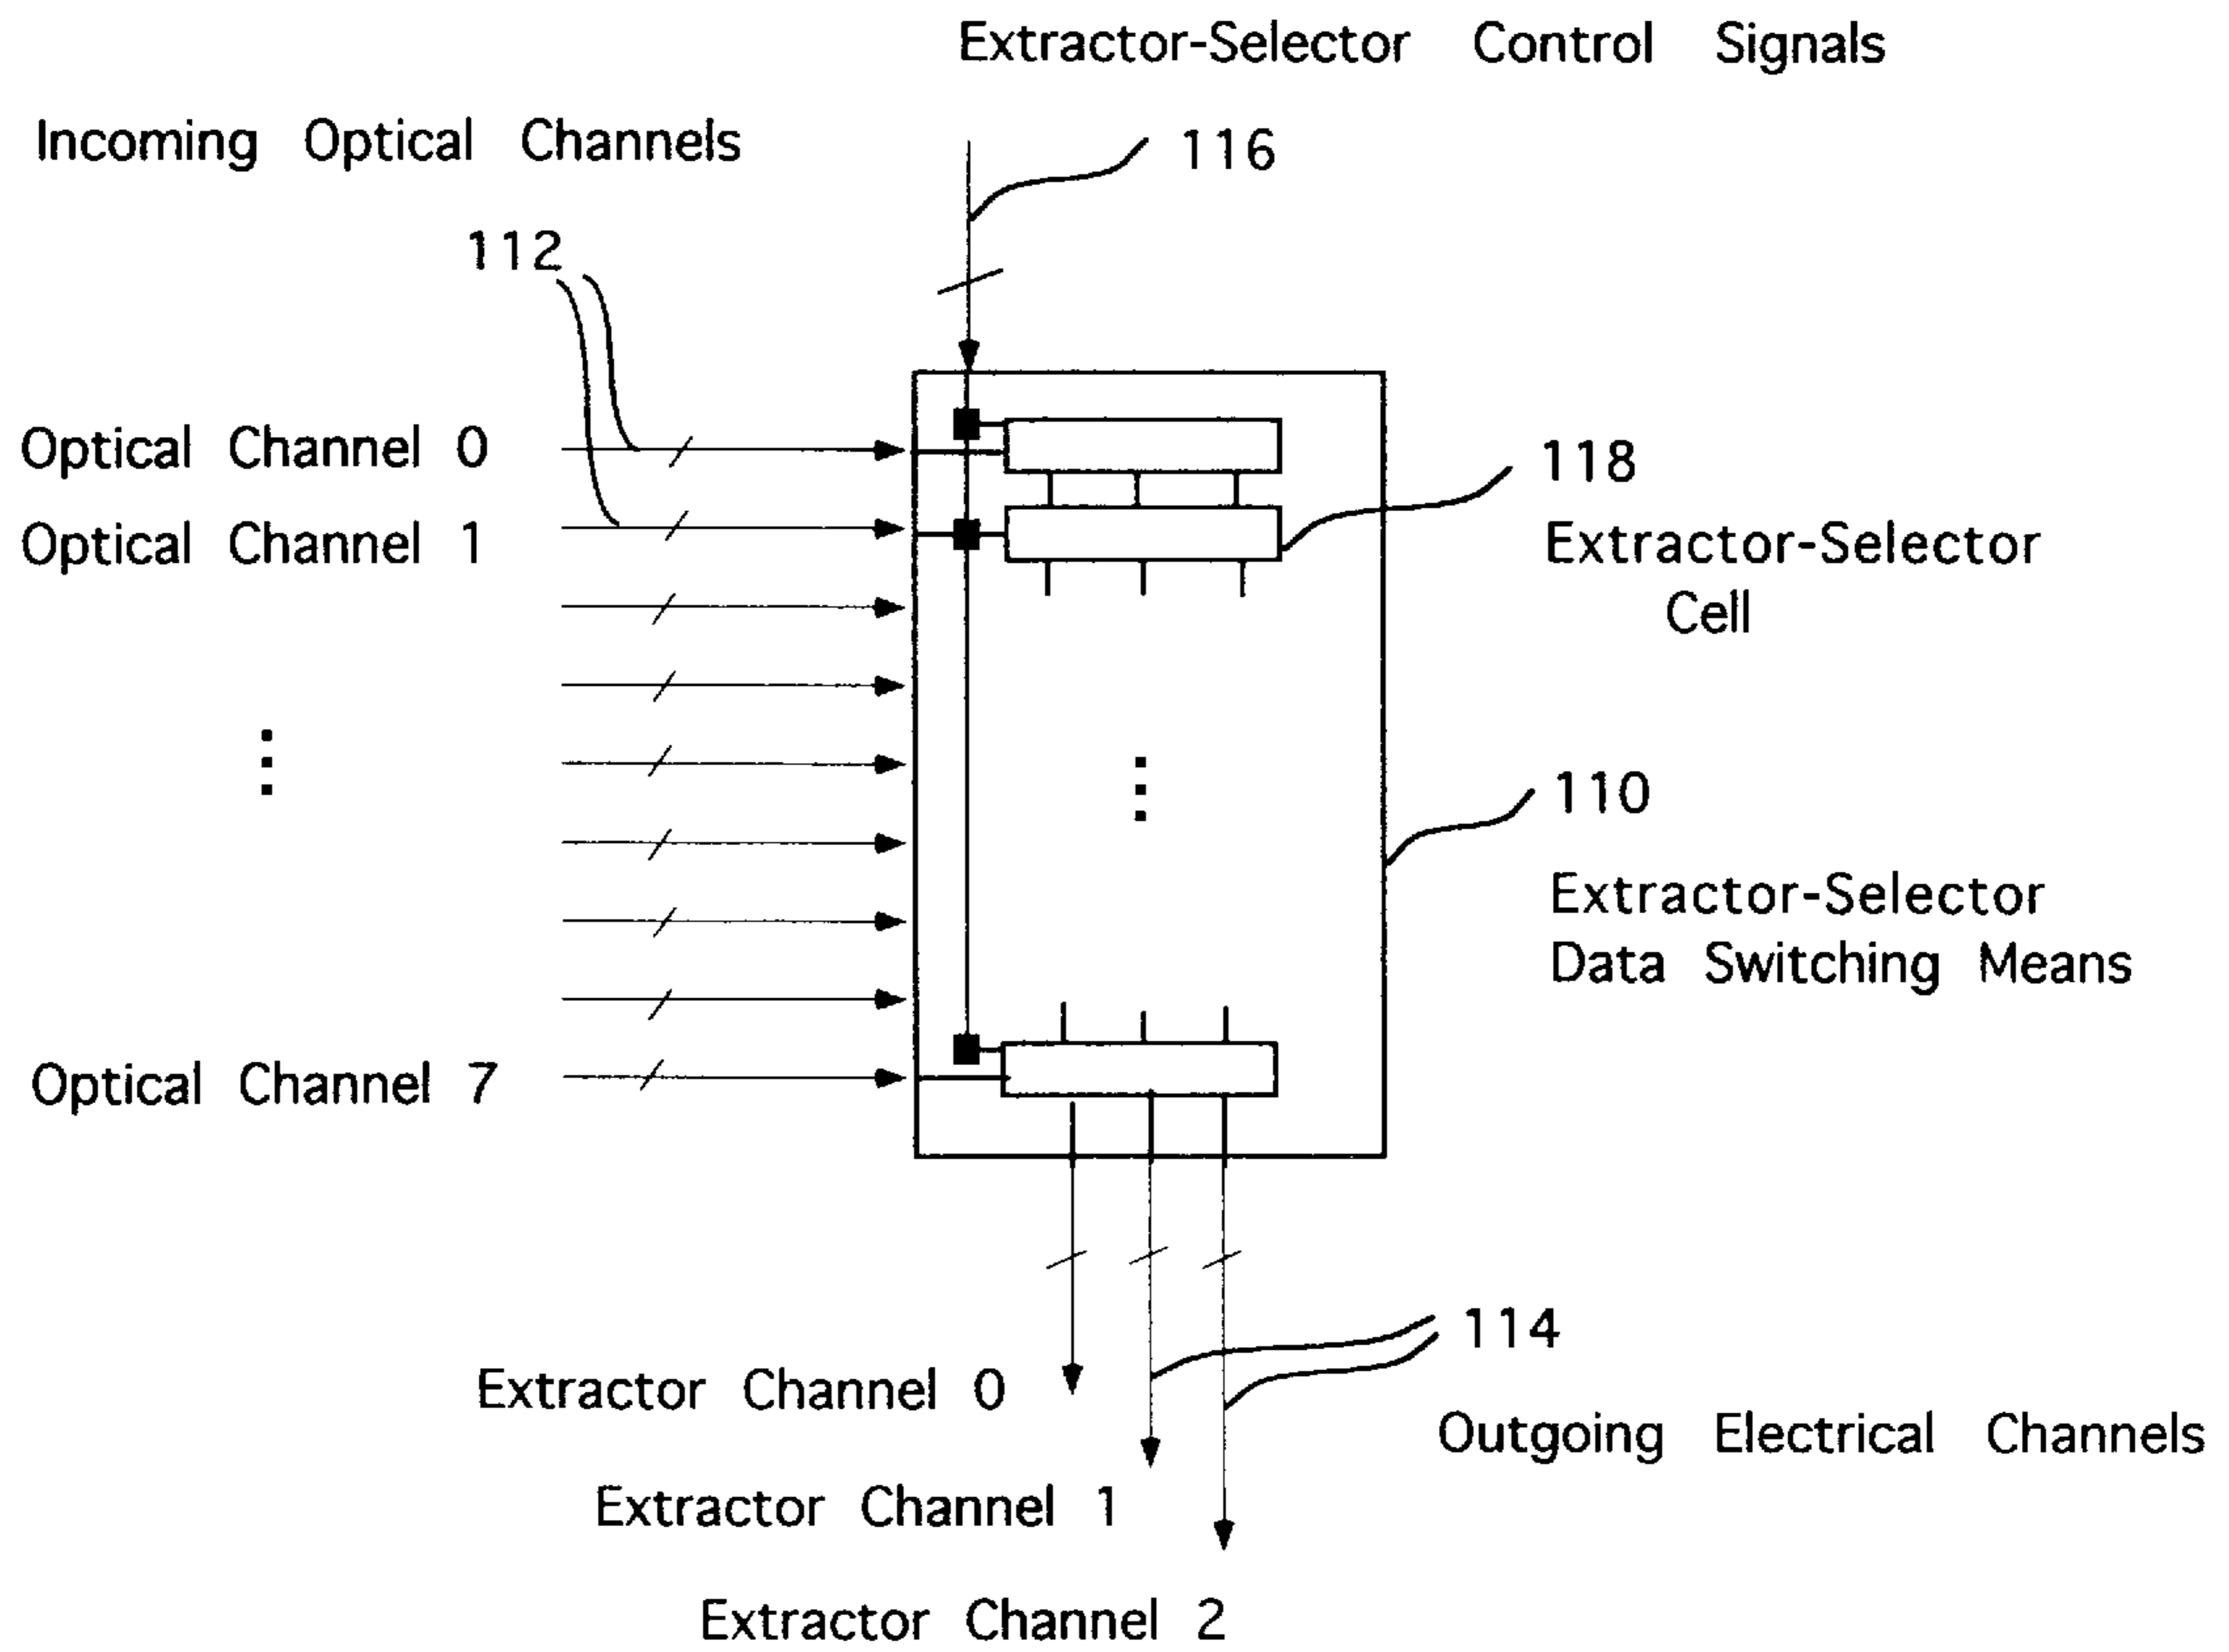 Extractor-Selector Control Signals
Incoming Optical Channels
116
112
Optical Channel 0
118
Optical Channel 1
Extractor-Selector
Cell
110
Extractor-Selector
Data Switching Means
Optical Channel 7
114
Extractor Channel 0
Outgoing Electrical Channels
Extractor Channel 1
Extractor Channel 2